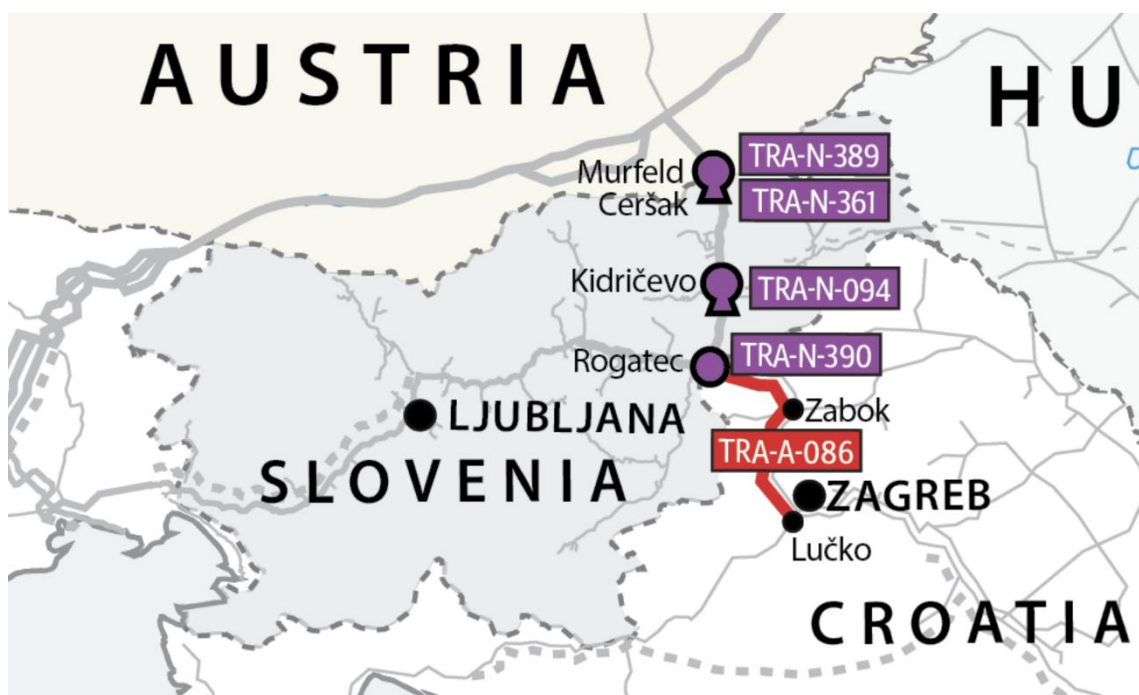 AUSTRIA
HU
Murfeld
Ceršak
TRA-N-389
TRA-N-361
Kidričevo
TRA-N-094
Rogatec
TRA-N-390
LJUBLJANA
Zabok
TRA-A-086
SLOVENIA
ZAGREB
Lučko
CROATIA